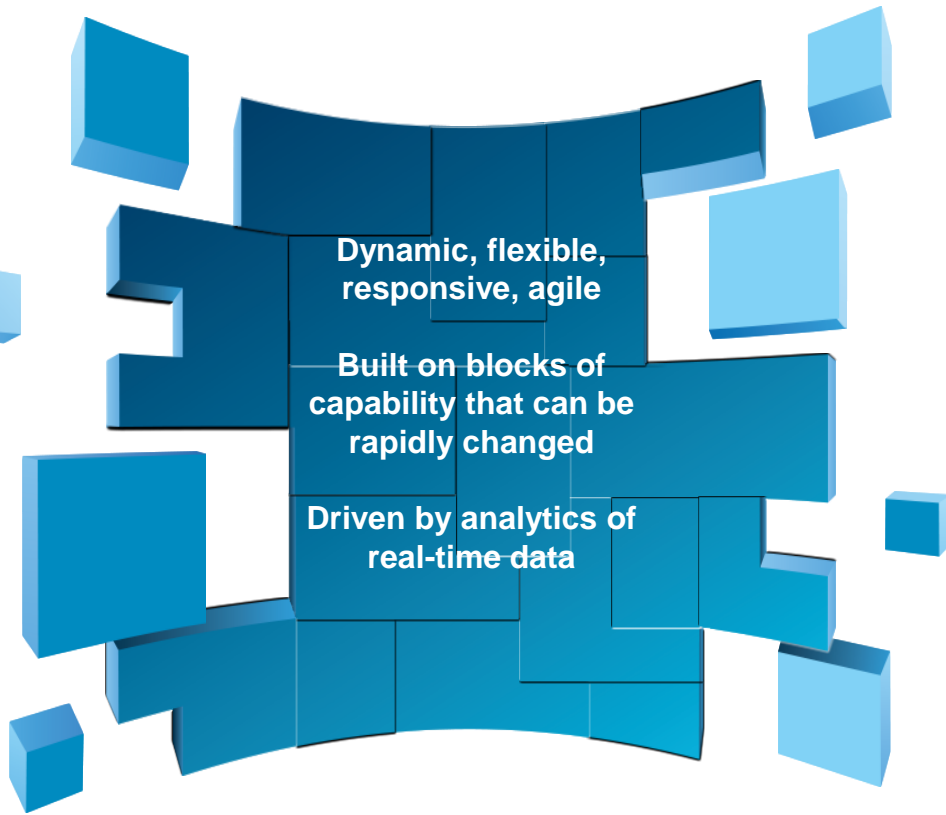 Dynamic, flexible,
responsive, agile
Built on blocks of
capability that can be
rapidly changed
Driven by analytics of
real-time data